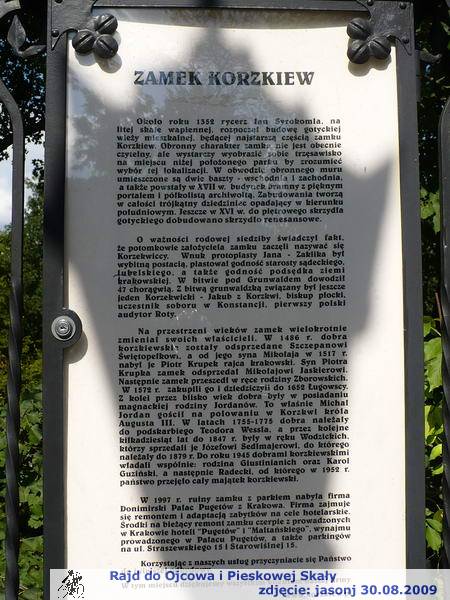 ZAMEK KORZKIEW
Około roku 1352 rycerz Jan Syrokomla, na
litej skale wapiennej, rozpoczął budowę gotyckiej
wieży mieszkalnej, będącej najstarszą częścią zamku
Korzkiew. Obronny charakter zamku nie jest obecnie
czytelny, ale wystarczy wyobrazić sobie trzęsawisko
na miejscu niżej położonego parku by zrozumieć
wybór tej lokalizacji. W obwodzie obronnego muru
umieszczone są dwie baszty - wschodnia i zachodnia,
a także powstały w XVII w. budynek bramny z pięknym
portalem i półkolistą archiwoltą. Zabudowania tworzą
w całości trójkątny dziedziniec opadający w kierunku
południowym. Jeszcze w XVI w. do piętrowego skrzydła
gotyckiego dobudowano skrzydło renesansowe.
O ważności rodowej siedziby świadczył fakt,
że potomkowie założyciela zamku zaczęli nazywać się
Korzekwiccy. Wnuk protoplasty Jana - Zaklika był
wybitną postacią, piastował godność starosty sądeckiego,
lubelskiego, a także godność podsędka ziemi
krakowskiej. W bitwie pod Grunwaldem dowodził
47 chorągwią. Z bitwą grunwaldzką związany był jeszcze
jeden Korzekwicki - Jakub z Korzkwi, biskup płocki,
uczestnik soboru w Konstancji, pierwszy polski
audytor Roty.
Na przestrzeni wieków zamek wielokrotnie
zmieniał swoich właścicieli. W 1486 r. dobra
korzkiewskie zostały odsprzedane Szczepanowi
Świętopełkowi, a od jego syna Mikołaja w 1517 r.
nabył je Piotr Krupek rajca krakowski. Syn Piotra
Krupka zamek odsprzedał Mikołajowi Jaskierowi.
Następnie zamek przeszedł w ręce rodziny Zborowskich.
W 1572 r. zakupili go i dziedziczyli do 1652 Ługowscy.
Z kolei przez blisko wiek dobra były w posiadaniu
magnackiej rodziny Jordanów. To właśnie Michał
Jordan gościł na polowaniu w Korzkwi króla
Augusta III. W latach 1755-1775 dobra należały
do podskarbiego Teodora Wessla, a przez kolejne
kilkadziesiąt lat do 1847 r. były w ręku Wodzickich,
którzy sprzedali je Józefowi Sedlmajerowi, do którego
należały do 1879 r. Do roku 1945 dobrami korzkiewskimi
władali wspólnie: rodzina Giustinianich oraz Karol
Guziński, a następnie Radecki, od którego w 1952 r.
państwo przejęło cały majątek korzkiewski.
W 1997 r. ruiny zamku z parkiem nabyła firma
Donimirski Pałac Pugetów z Krakowa. Firma zajmuje
się remontem i adaptacją zabytków na cele hotelarskie.
Środki na bieżący remont zamku czerpie z prowadzonych
w Krakowie hoteli "Pugetów" i "Maltańskiego", wynajmu
prowadzonego w Pałacu Pugetów, a także parkingów
na ul. Straszewskiego 15 i Starowiślnej 15.
Korzystając z naszych usług przyczyniacie się Państwo
Rajd do Ojcowa i Pieskowej Skały
zdjęcie: jasonj 30.08.2009